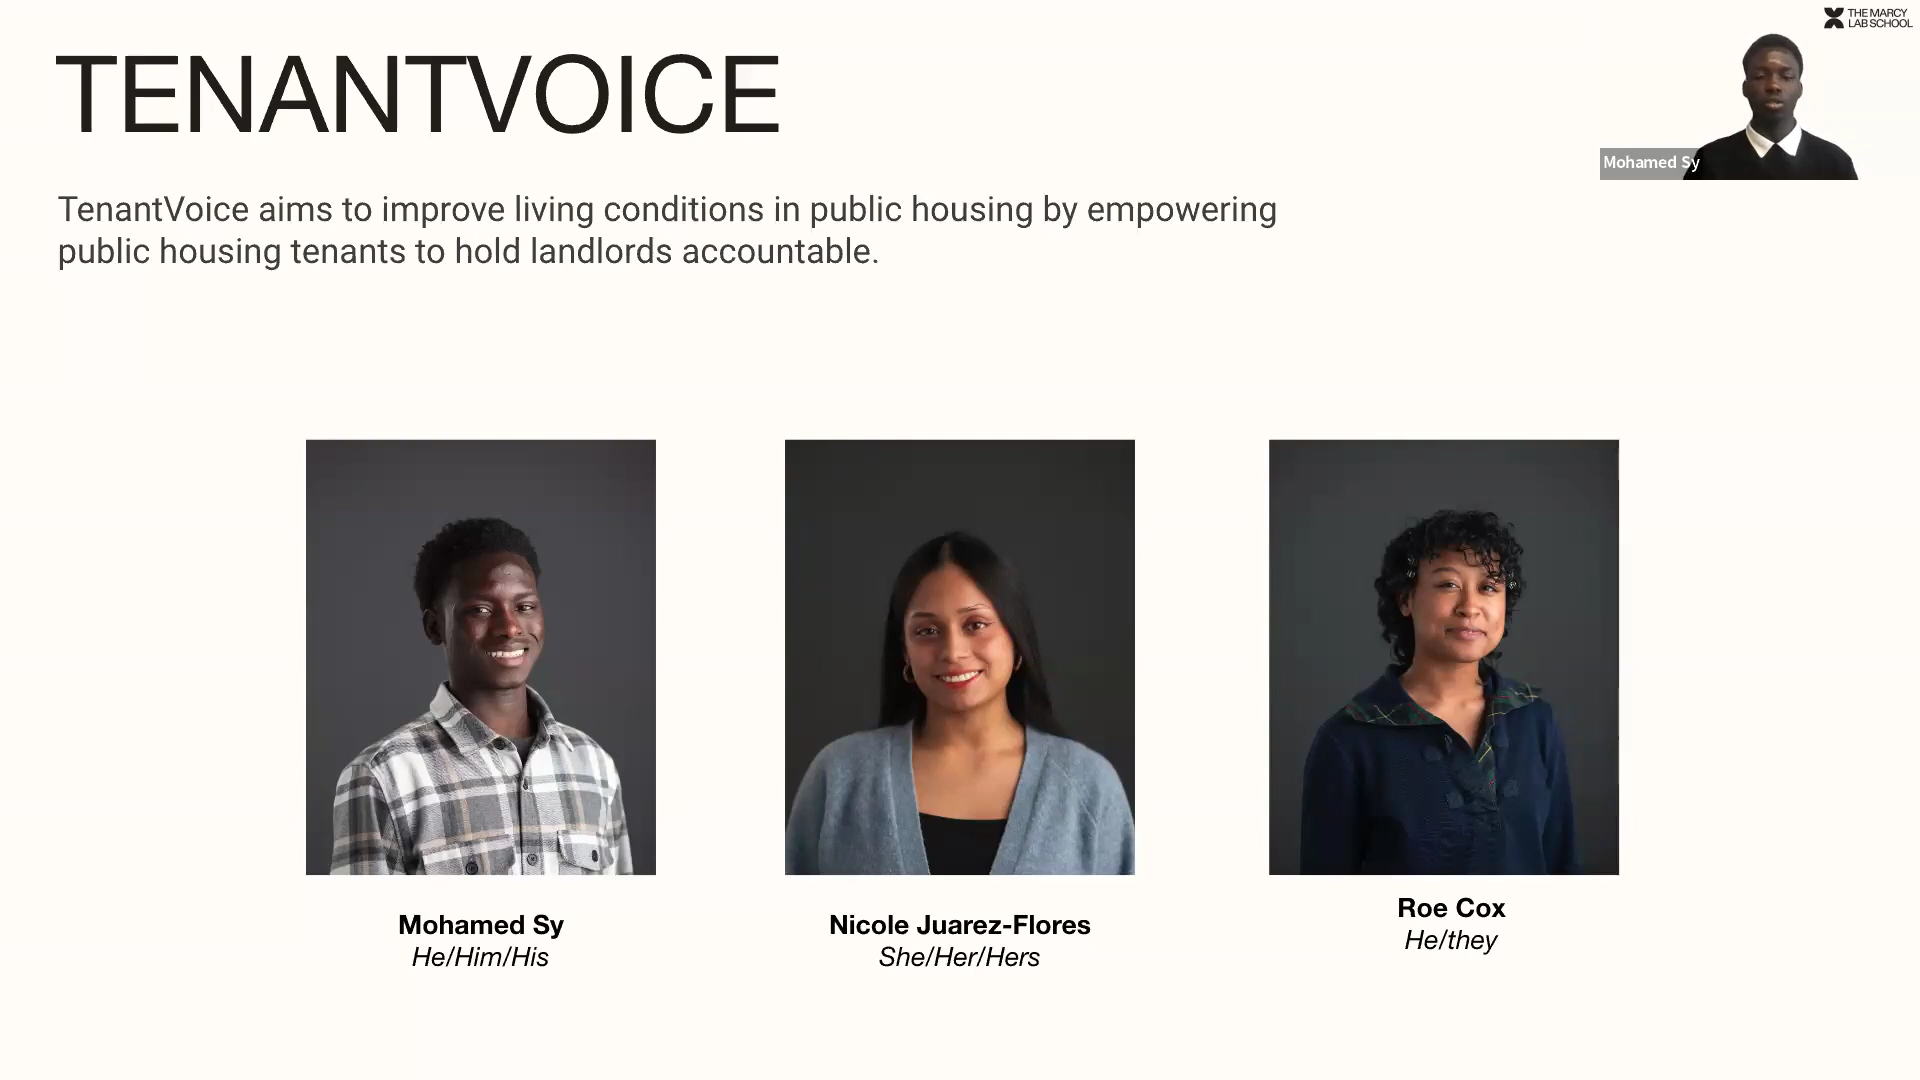 THE MARCY
LAB SCHOOL
TENANTVOICE
Mohamed Sy
TenantVoice aims to improve living conditions in public housing by empowering
public housing tenants to hold landlords accountable.
Mohamed Sy
He/Him/His
Nicole Juarez-Flores
She/Her/Hers
Roe Cox
He/they